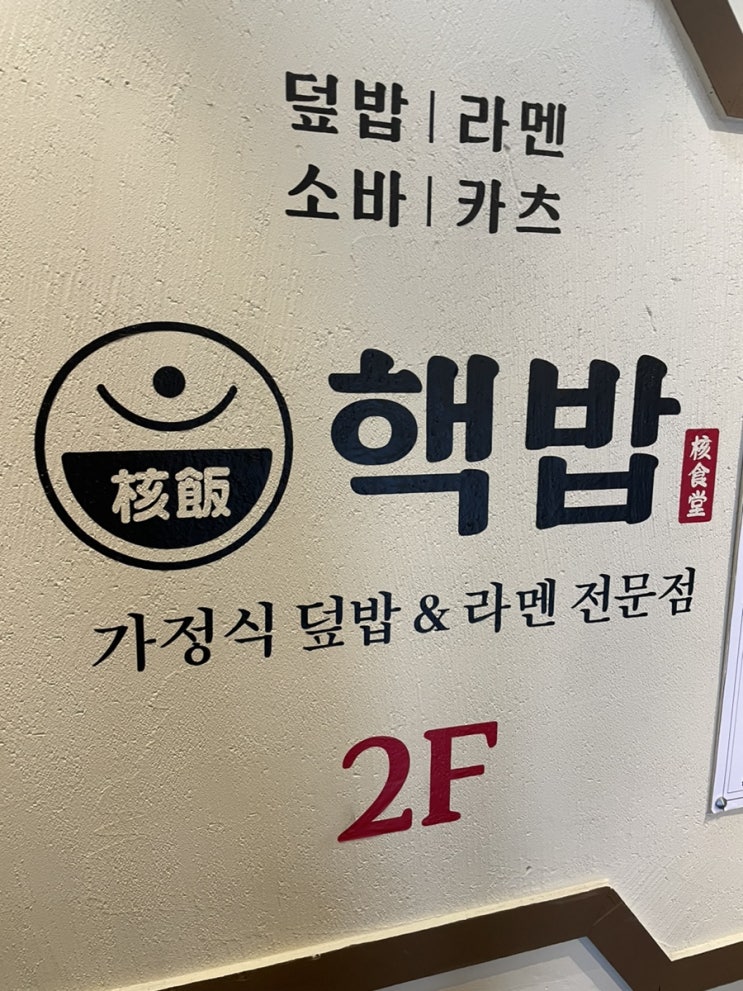 덮밥 | 라멘
소바 | 카츠
核飯
핵밥
核食堂
가정식 덮밥 & 라멘 전문점
2F